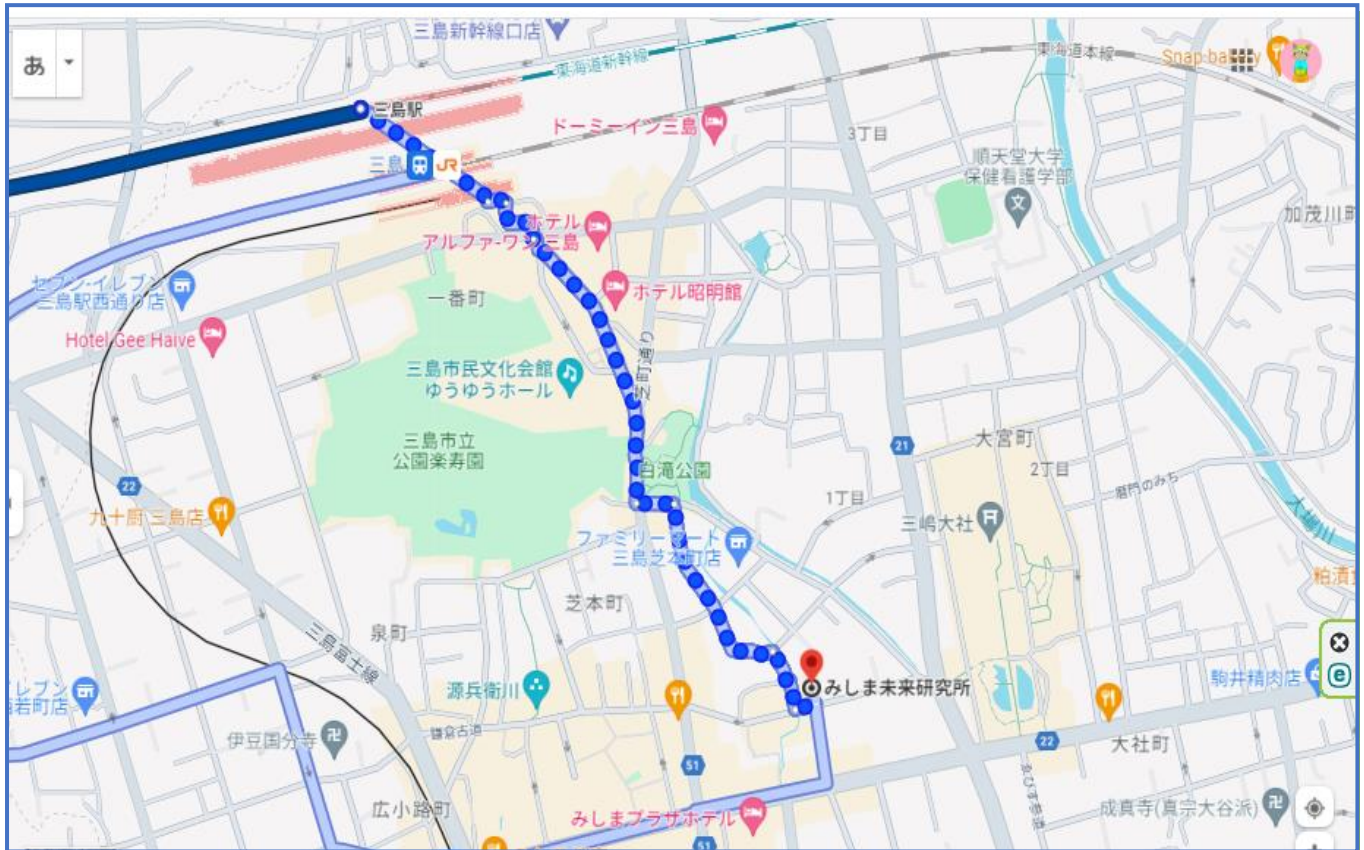 三島新幹線口店
あ
東海道新幹線
東海道本線
Snap bakery
三島駅
ドーミーイン三島
3丁目
三島
JR
順天堂大学
保健看護学部
文
加茂川町
ホテル
アルファ-ワン三島
セブン-イレブン
三島駅西通り店
一番町
ホテル昭明館
Hotel Gee Haive
三島市民文化会館
ゆうゆうホール
芝町通り
三島市立
公園楽寿園
21
大宮町
2丁目
白滝公園
22
1丁目
九十厨 三島店
三嶋大社
大場川
ファミリーマート
三島芝本町店
芝本町
泉町
三島富士線
源兵衛川
みしま未来研究所
駒井精肉店
e
伊豆国分寺
鎌倉古道
51
22
大社町
広小路町
みしまプラザホテル
成真寺(真宗大谷派)
51